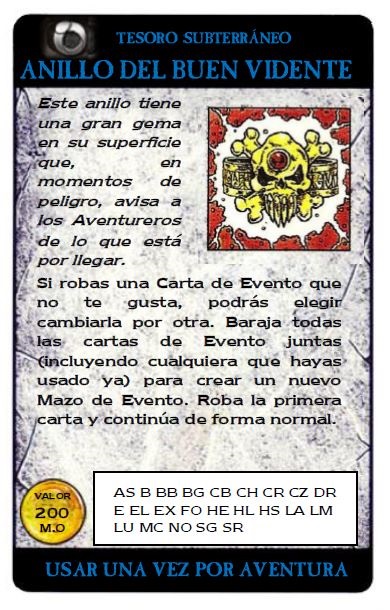 TESORO SUBTERRÁNEO
ANILLO DEL BUEN VIDENTE
Este anillo tiene
una gran gema
en su superficie
que, en
momentos de
peligro, avisa a
los Aventureros
de lo que está
por llegar.
Si robas una Carta de Evento que
no te gusta, podrás elegir
cambiarla por otra. Baraja todas
las cartas de Evento juntas
(incluyendo cualquiera que hayas
usado ya) para crear un nuevo
Mazo de Evento. Roba la primera
carta y continúa de forma normal.
VALOR
200
M.O
AS B BB BG CB CH CR CZ DR
E EL EX FO HE HL HS LA LM
LU MC NO SG SR
USAR UNA VEZ POR AVENTURA